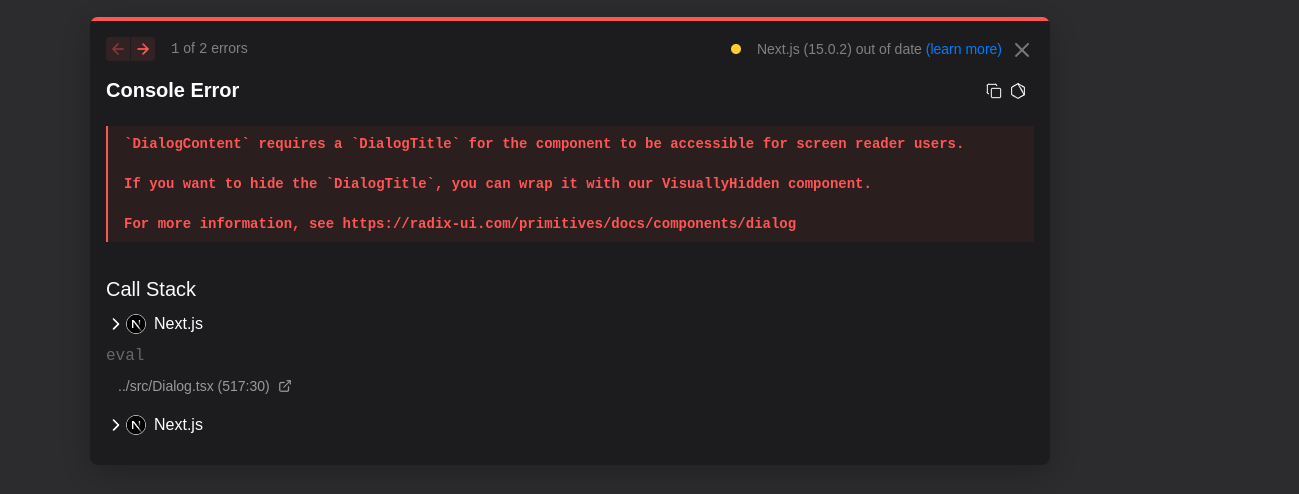 1 of 2 errors
Next.js (15.0.2) out of date (learn more)
Console Error
`DialogContent` requires a `DialogTitle` for the component to be accessible for screen reader users.
If you want to hide the `DialogTitle`, you can wrap it with our VisuallyHidden component.
For more information, see https://radix-ui.com/primitives/docs/components/dialog
Call Stack
N Next.js
eval
../src/Dialog.tsx (517:30)
N Next.js